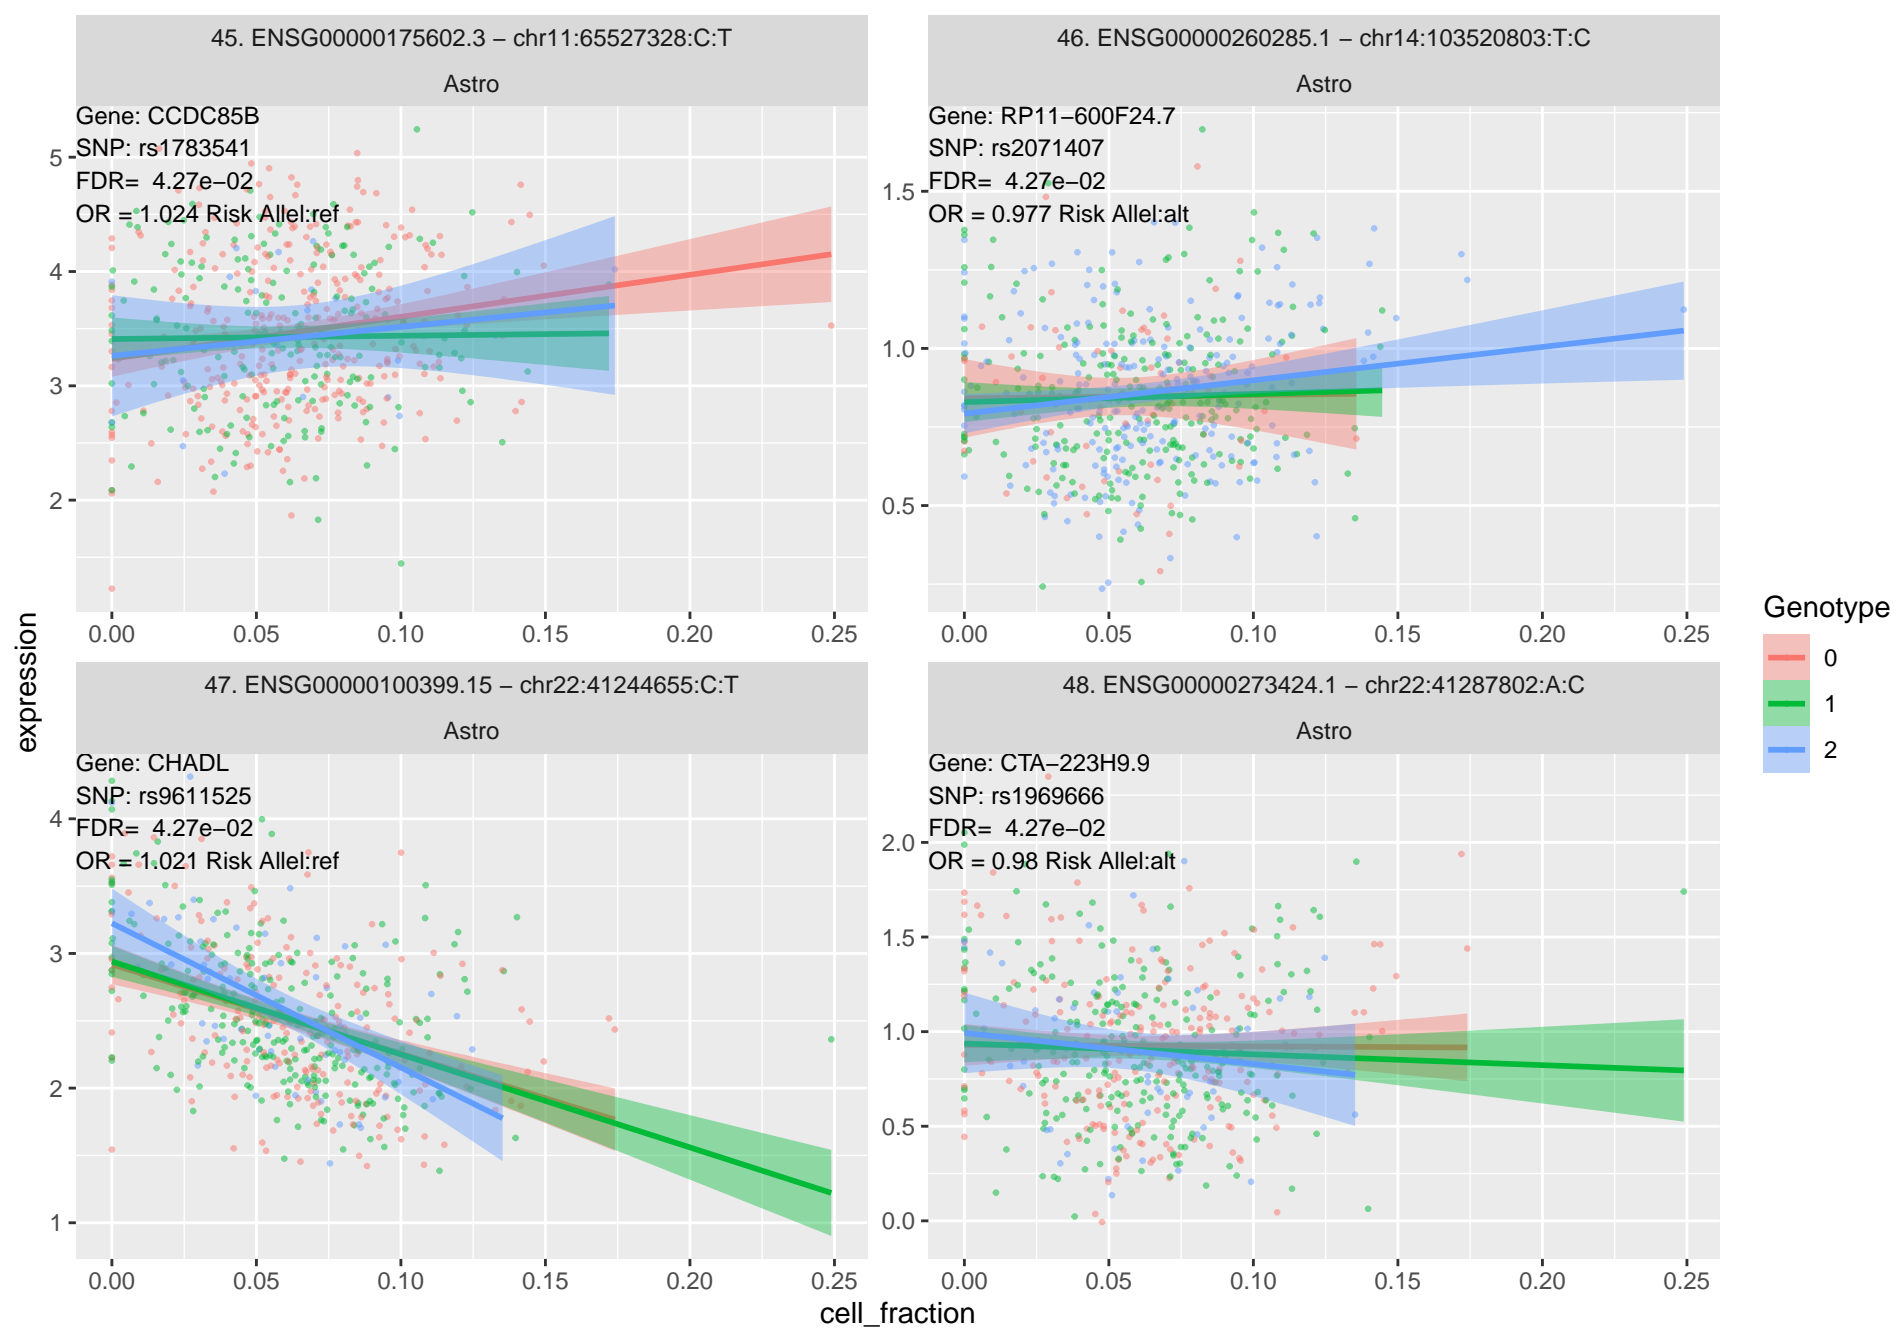 45. ENSG00000175602.3 − chr11:65527328:C:T
Astro
Gene: CCDC85B
SNP: rs1783541
FDR= 4.27e−02
OR = 1.024 Risk Allel:ref
5
4
3
2
0.00 0.05 0.10 0.15 0.20 0.25
46. ENSG00000260285.1 − chr14:103520803:T:C
Astro
Gene: RP11−600F24.7
SNP: rs2071407
FDR= 4.27e−02
OR = 0.977 Risk Allel:alt
1.5
1.0
0.5
0.00 0.05 0.10 0.15 0.20 0.25
47. ENSG00000100399.15 − chr22:41244655:C:T
Astro
Gene: CHADL
SNP: rs9611525
FDR= 4.27e−02
OR = 1.021 Risk Allel:ref
4
3
2
1
0.00 0.05 0.10 0.15 0.20 0.25
48. ENSG00000273424.1 − chr22:41287802:A:C
Astro
Gene: CTA−223H9.9
SNP: rs1969666
FDR= 4.27e−02
OR = 0.98 Risk Allel:alt
2.0
1.5
1.0
0.5
0.0
0.00 0.05 0.10 0.15 0.20 0.25
expression
cell_fraction
Genotype
0
1
2